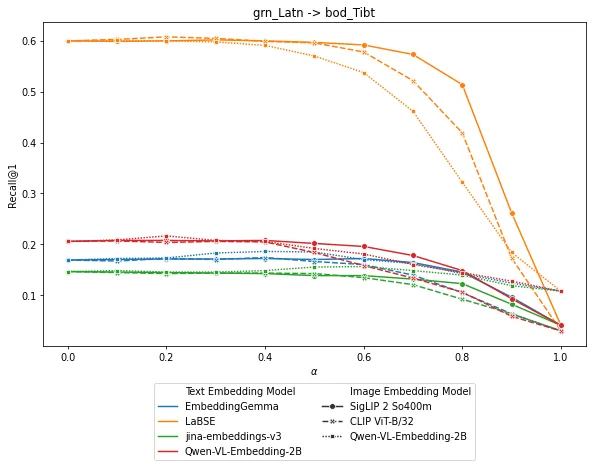 grn_Latn -> bod_Tibt
0.6
0.5
0.4
0.3
0.2
0.1
Recall@1
0.0 0.2 0.4 0.6 0.8 1.0
α
Text Embedding Model Image Embedding Model
EmbeddingGemma SigLIP 2 So400m
LaBSE CLIP ViT-B/32
jina-embeddings-v3 Qwen-VL-Embedding-2B
Qwen-VL-Embedding-2B